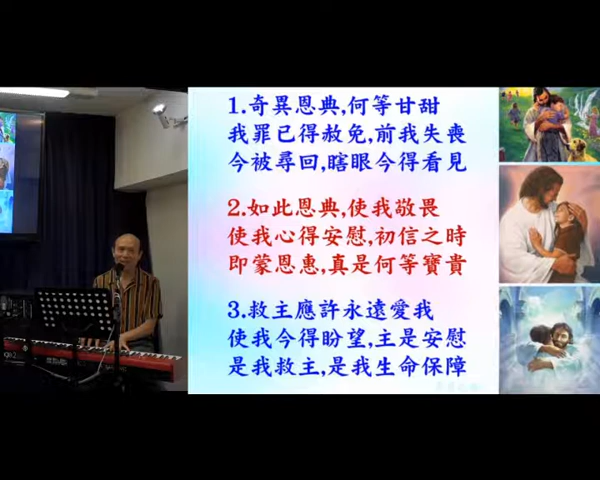 1.奇異恩典,何等甘甜
我罪已得赦免,前我失喪
今被尋回,瞎眼今得看見
2.如此恩典,使我敬畏
使我心得安慰,初信之時
即蒙恩惠,真是何等寶貴
3.救主應許永遠愛我
使我今得盼望,主是安慰
是我救主,是我生命保障